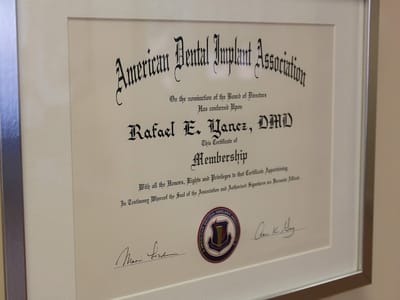 American Dental Implant Association
On the nomination of the Board of Directors
Has conferred Upon
Rafael E. Yanez, DMD
This Certificate of
Membership
With all the Honors, Rights and Privileges to that Certificate Appertaining
In Testimony Whereof the Seal of the Association and Authorized Signatures are Hereunto Affixed